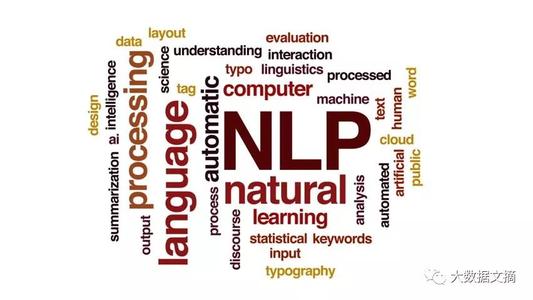 data
layout
evaluation
science
understanding
interaction
processing
intelligence
typo
linguistics
processed
design
ai
tag
computer
word
automatic
machine
text
human
language
NLP
cloud
summarization
natural
artificial
public
process
learning
analysis
automated
output
discourse
statistical
keywords
input
typography
大数据文摘